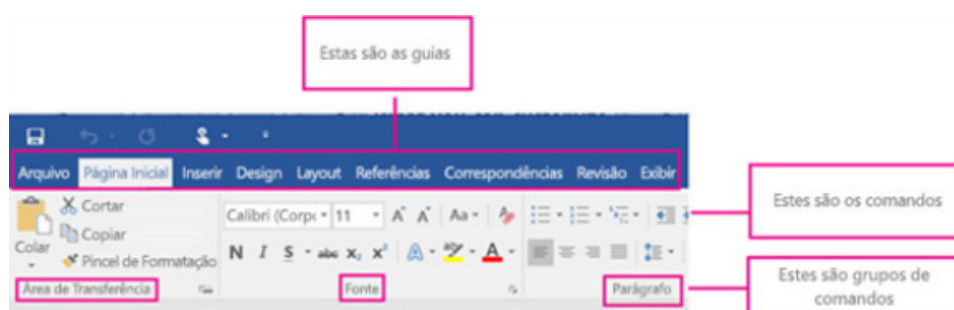 Estas são as guias
Arquivo Página Inicial Inserir Design Layout Referências Correspondências Revisão Exibir
Estes são os comandos
Cortar
Calibri (Corpo 11 A A Aa
Copiar
Colar
Pincel de Formatação
N I S abc X₂ X² A A
Área de Transferência Fonte Parágrafo
Estes são grupos de
comandos